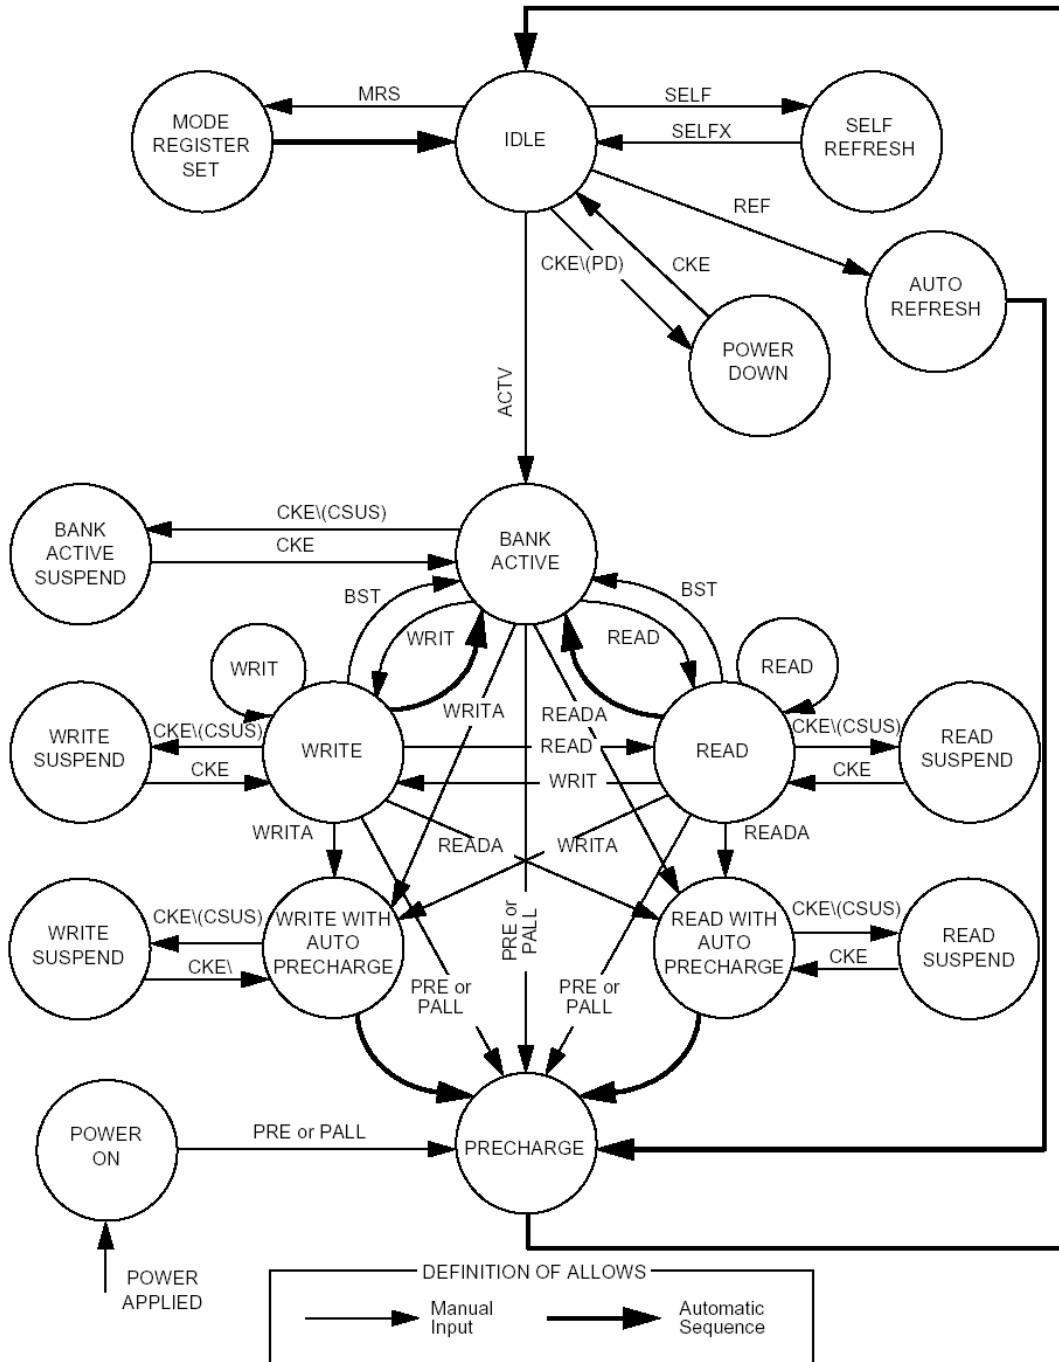 MRS
SELF
MODE
REGISTER
SET
IDLE
SELFX
SELF
REFRESH
REF
CKE\(PD)
CKE
AUTO
REFRESH
POWER
DOWN
ACTV
CKE\(CSUS)
BANK
ACTIVE
SUSPEND
CKE
BANK
ACTIVE
BST
BST
WRIT
READ
WRIT
READ
WRITA
READA
WRITE
SUSPEND
CKE\(CSUS)
CKE
WRITE
READ
WRIT
READ
CKE\(CSUS)
CKE
READ
SUSPEND
WRITA
READA
WRITA
READA
WRITE
SUSPEND
CKE\(CSUS)
CKE\
WRITE WITH
AUTO
PRECHARGE
PRE or
PALL
READ WITH
AUTO
PRECHARGE
CKE\(CSUS)
CKE
READ
SUSPEND
PRE or
PALL
PRE or
PALL
POWER
ON
PRE or PALL
PRECHARGE
POWER
APPLIED
DEFINITION OF ALLOWS
Manual
Input
Automatic
Sequence